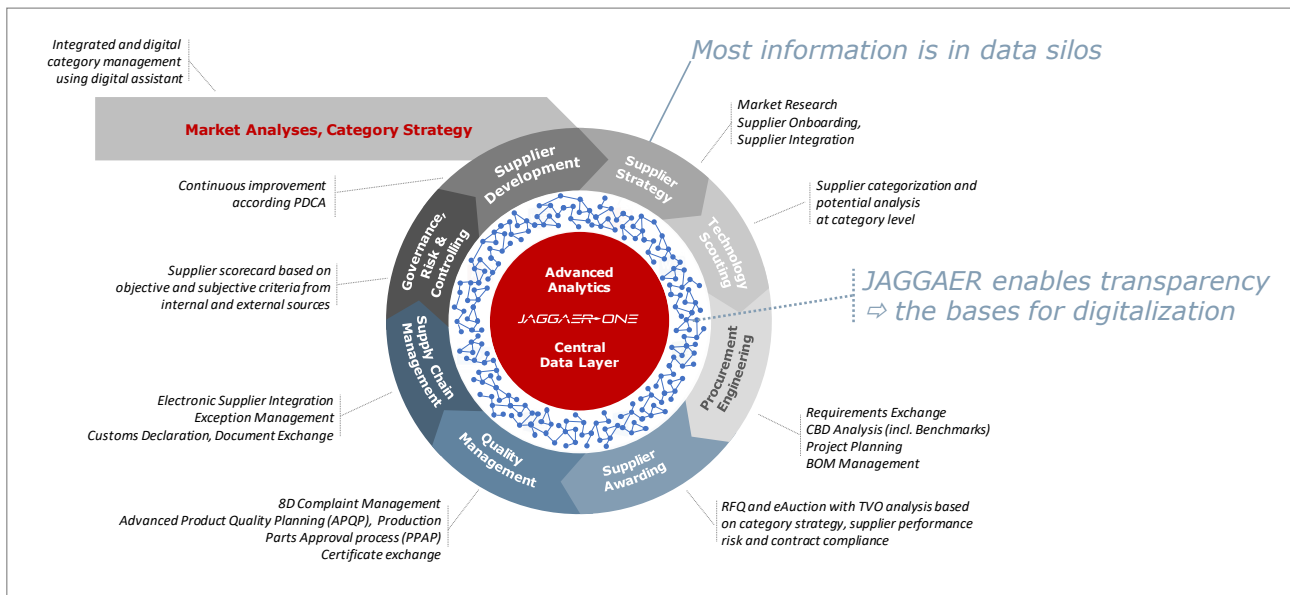 Integrated and digital
category management
using digital assistant
Most information is in data silos
Market Analyses, Category Strategy
Market Research
Supplier Onboarding,
Supplier Integration
Supplier
Development
Supplier
Strategy
Continuous improvement
according PDCA
Supplier categorization and
potential analysis
at category level
Technology
Scouting
Governance,
Risk &
Controlling
Supplier scorecard based on
objective and subjective criteria from
internal and external sources
Advanced
Analytics
JAGGAER ONE
Central
Data Layer
JAGGAER enables transparency
⇨ the bases for digitalization
Supply Chain
Management
Procurement
Engineering
Electronic Supplier Integration
Exception Management
Customs Declaration, Document Exchange
Requirements Exchange
CBD Analysis (incl. Benchmarks)
Project Planning
BOM Management
Quality
Management
Supplier
Awarding
8D Complaint Management
Advanced Product Quality Planning (APQP), Production
Parts Approval process (PPAP)
Certificate exchange
RFQ and eAuction with TVO analysis based
on category strategy, supplier performance
risk and contract compliance